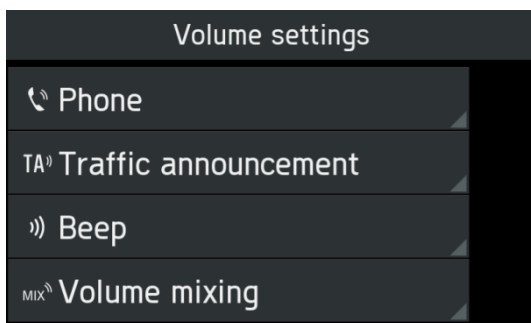 Volume settings
Phone
TA Traffic announcement
Beep
MIX Volume mixing